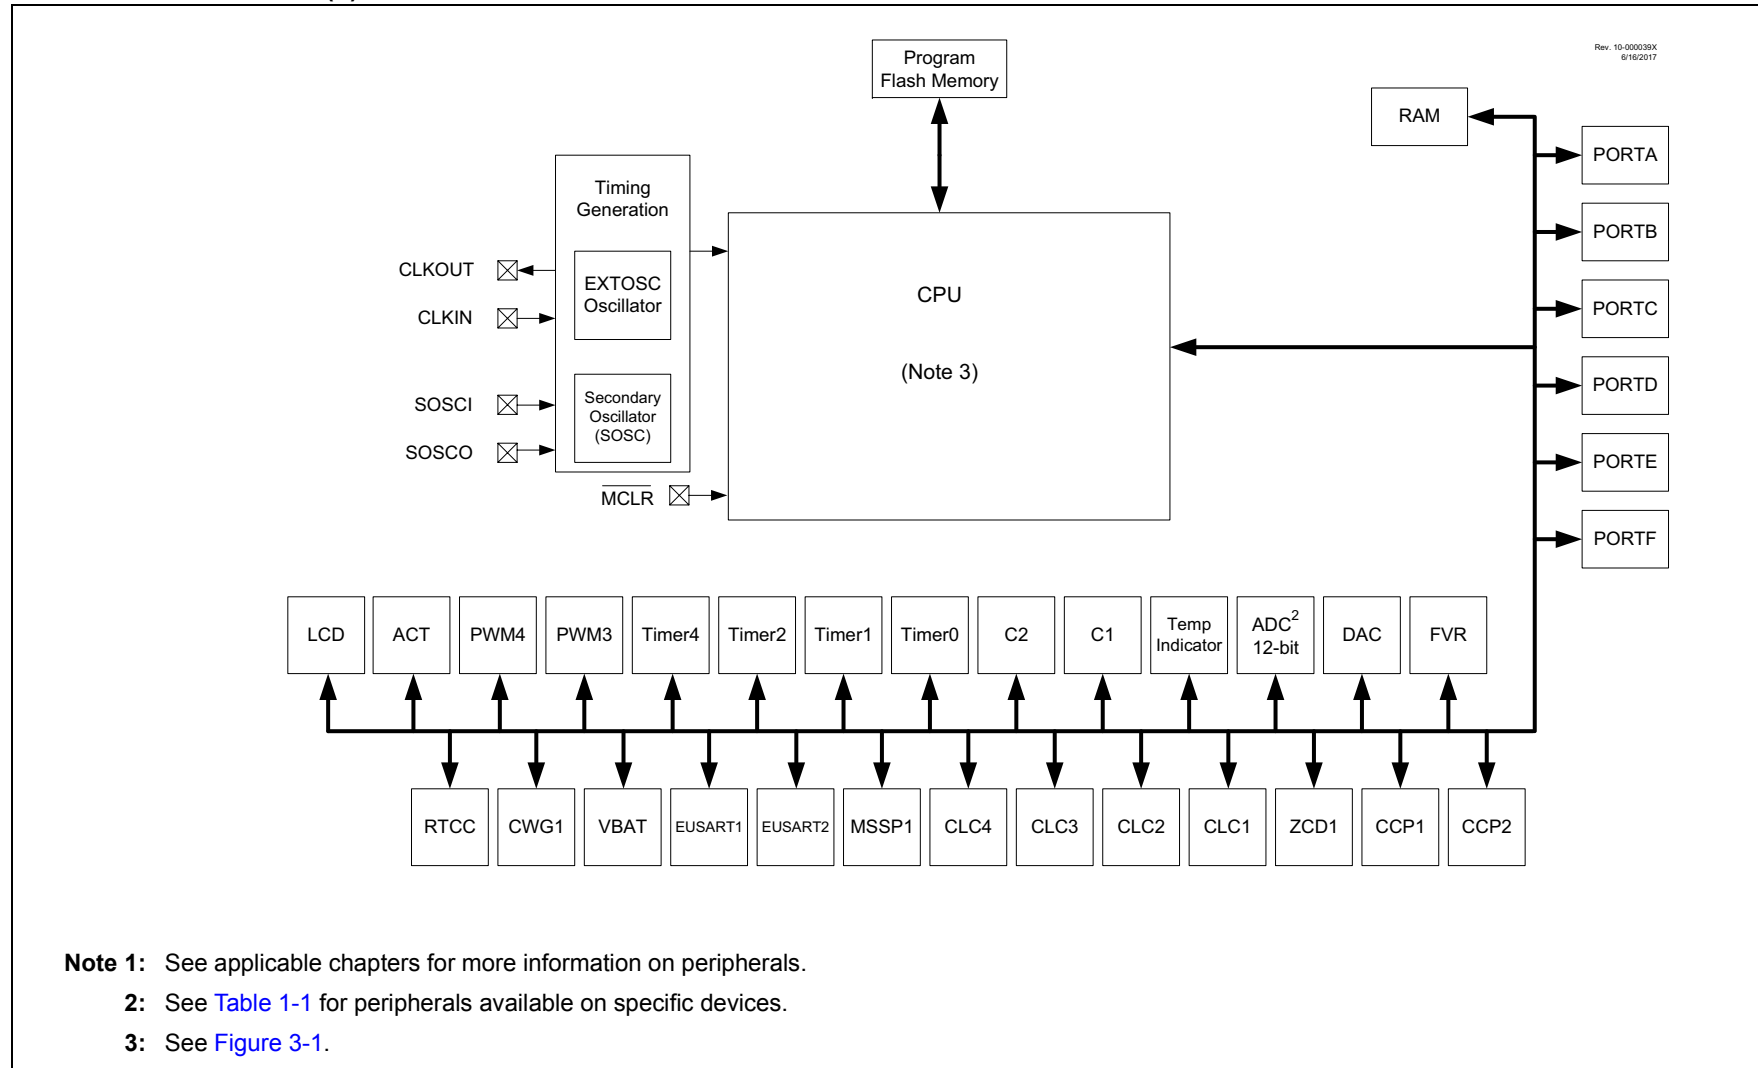 Rev. 10-000039X
6/16/2017
Program
Flash Memory
RAM
PORTA
PORTB
PORTC
PORTD
PORTE
PORTF
Timing
Generation
EXTOSC
Oscillator
Secondary
Oscillator
(SOSC)
CLKOUT
CLKIN
SOSCI
SOSCO
MCLR
CPU
(Note 3)
LCD
ACT
PWM4
PWM3
Timer4
Timer2
Timer1
Timer0
C2
C1
Temp
Indicator
ADC²
12-bit
DAC
FVR
RTCC
CWG1
VBAT
EUSART1
EUSART2
MSSP1
CLC4
CLC3
CLC2
CLC1
ZCD1
CCP1
CCP2
Note 1: See applicable chapters for more information on peripherals.
2: See Table 1-1 for peripherals available on specific devices.
3: See Figure 3-1.